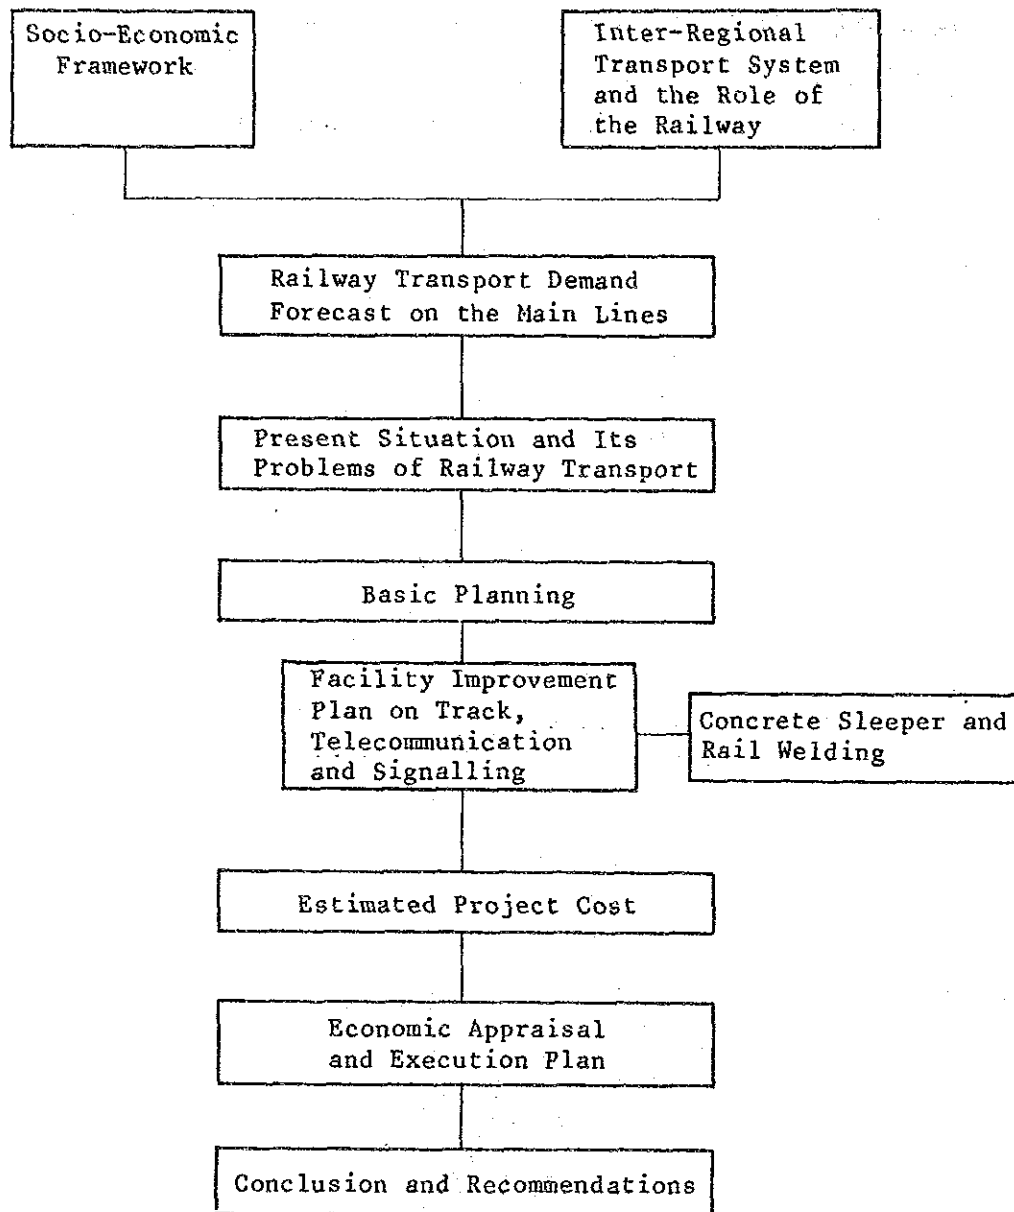 Socio-Economic
Framework
Inter-Regional
Transport System
and the Role of
the Railway
Railway Transport Demand
Forecast on the Main Lines
Present Situation and Its
Problems of Railway Transport
Basic Planning
Facility Improvement
Plan on Track,
Telecommunication
and Signalling
Concrete Sleeper and
Rail Welding
Estimated Project Cost
Economic Appraisal
and Execution Plan
Conclusion and Recommendations